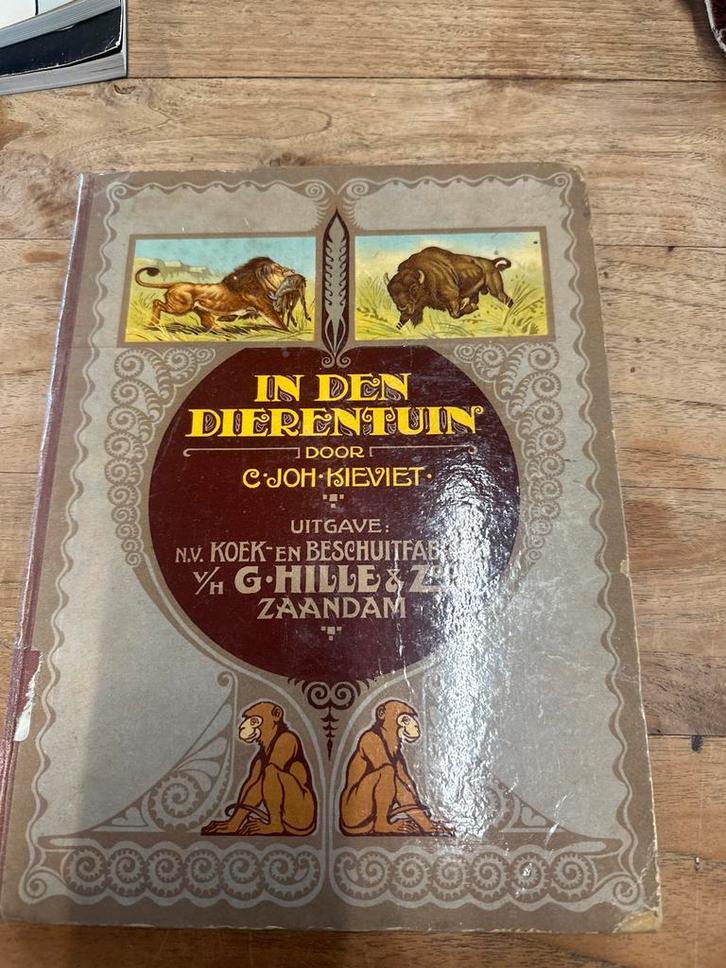 IN DEN
DIERENTUIN
DOOR
C·JOH·KIEVIET·
UITGAVE:
N.V. KOEK- EN
V/H G·HILLE &
ZAANDAM